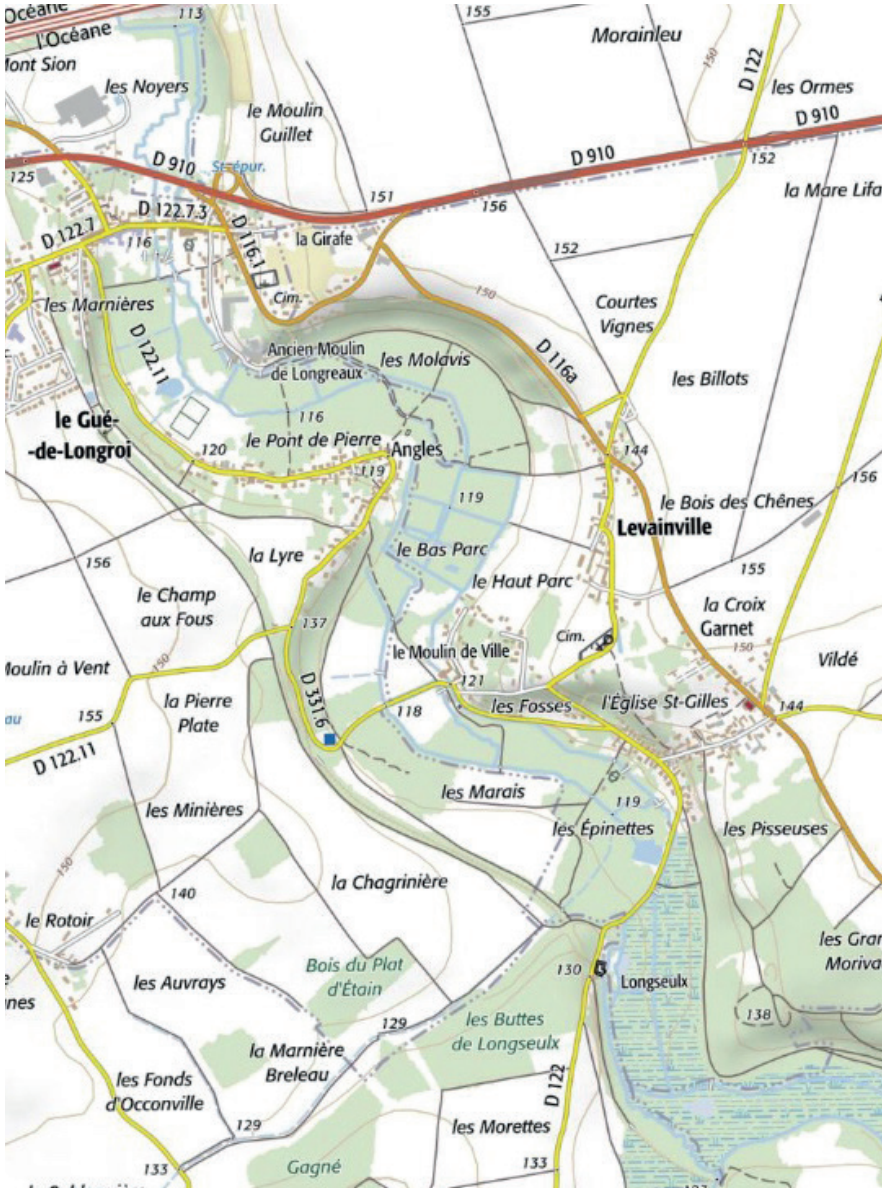 Océane
l'Océane
113
155
Morainleu
150
D 122
Mont Sion
les Noyers
les Ormes
le Moulin
Guillet
D 910
D 910
D 910
St. épur.
125
152
151
156
la Mare Lifa
D 122.7.3
D 122.7
116
D 116.1
la Girafe
152
150
Cim.
les Marnières
Courtes
Vignes
D 122.11
Ancien Moulin
de Longreaux
les Molavis
D 116a
les Billots
116
le Gué-
-de-Longroi
le Pont de Pierre
120
Angles
119
144
119
156
le Bois des Chênes
Levainville
la Lyre
le Bas Parc
156
155
le Haut Parc
le Champ
aux Fous
la Croix
Garnet
137
Cim.
150
Moulin à Vent
150
le Moulin de Ville
Vildé
la Pierre
Plate
D 331.6
121
155
118
les Fosses
l'Église St-Gilles
144
au
D 122.11
les Marais
119
les Minières
les Épinettes
les Pisseuses
150
la Chagrinière
140
le Rotoir
les Gran
Moriva
nnes
Bois du Plat
d'Étain
130
Longseulx
les Auvrays
138
129
les Buttes
de Longseulx
la Marnière
Breleau
les Fonds
d'Occonville
D 122
129
les Morettes
133
Gagné
133